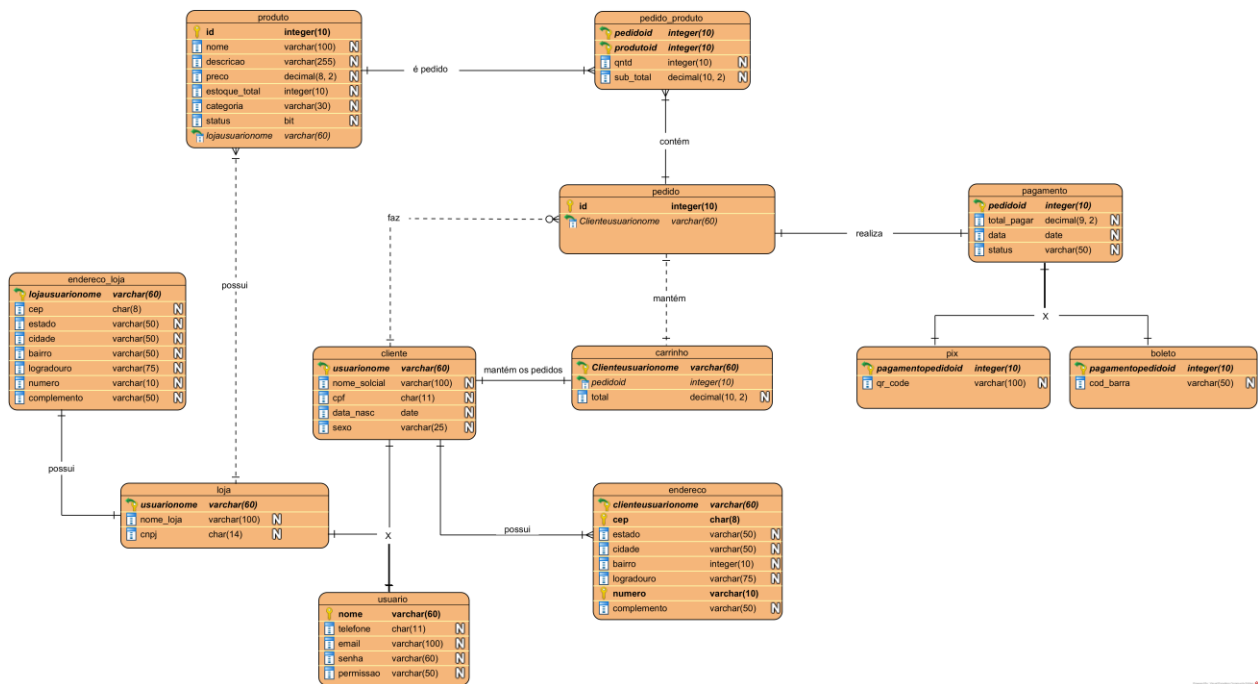 produto
id integer(10)
nome varchar(100) N
descricao varchar(255) N
preco decimal(8, 2) N
estoque_total integer(10) N
categoria varchar(30) N
status bit N
lojausuarionome varchar(60)
é pedido
pedido_produto
pedidoid integer(10)
produtoid integer(10)
qntd integer(10) N
sub_total decimal(10, 2) N
contém
pedido
id integer(10)
Clienteusuarionome varchar(60)
faz
realiza
pagamento
pedidoid integer(10)
total_pagar decimal(9, 2) N
data date N
status varchar(50) N
X
pix
pagamentopedidoid integer(10)
qr_code varchar(100) N
boleto
pagamentopedidoid integer(10)
cod_barra varchar(50) N
possui
mantém
endereco_loja
lojausuarionome varchar(60)
cep char(8) N
estado varchar(50) N
cidade varchar(50) N
bairro varchar(50) N
logradouro varchar(75) N
numero varchar(10) N
complemento varchar(50) N
cliente
usuarionome varchar(60)
nome_solcial varchar(100) N
cpf char(11) N
data_nasc date N
sexo varchar(25) N
mantém os pedidos
carrinho
Clienteusuarionome varchar(60)
pedidoid integer(10)
total decimal(10, 2) N
possui
loja
usuarionome varchar(60)
nome_loja varchar(100) N
cnpj char(14) N
X
possui
endereco
clienteusuarionome varchar(60)
cep char(8)
estado varchar(50) N
cidade varchar(50) N
bairro integer(10) N
logradouro varchar(75) N
numero varchar(10)
complemento varchar(50) N
usuario
nome varchar(60)
telefone char(11) N
email varchar(100) N
senha varchar(60) N
permissao varchar(50) N